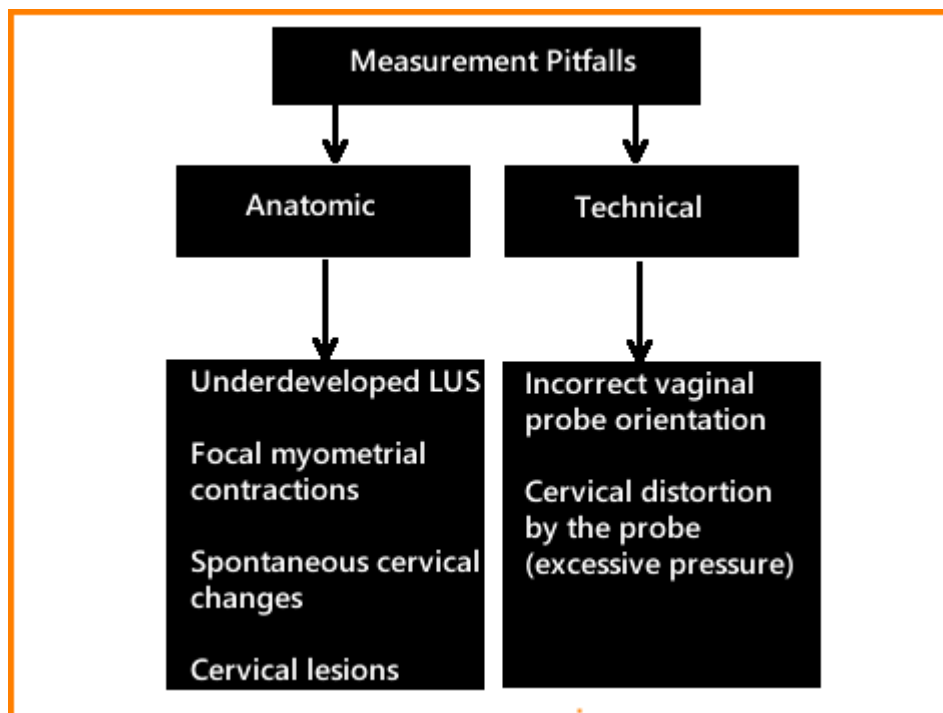 Measurement Pitfalls
Anatomic
Technical
Underdeveloped LUS
Focal myometrial
contractions
Spontaneous cervical
changes
Cervical lesions
Incorrect vaginal
probe orientation
Cervical distortion
by the probe
(excessive pressure)